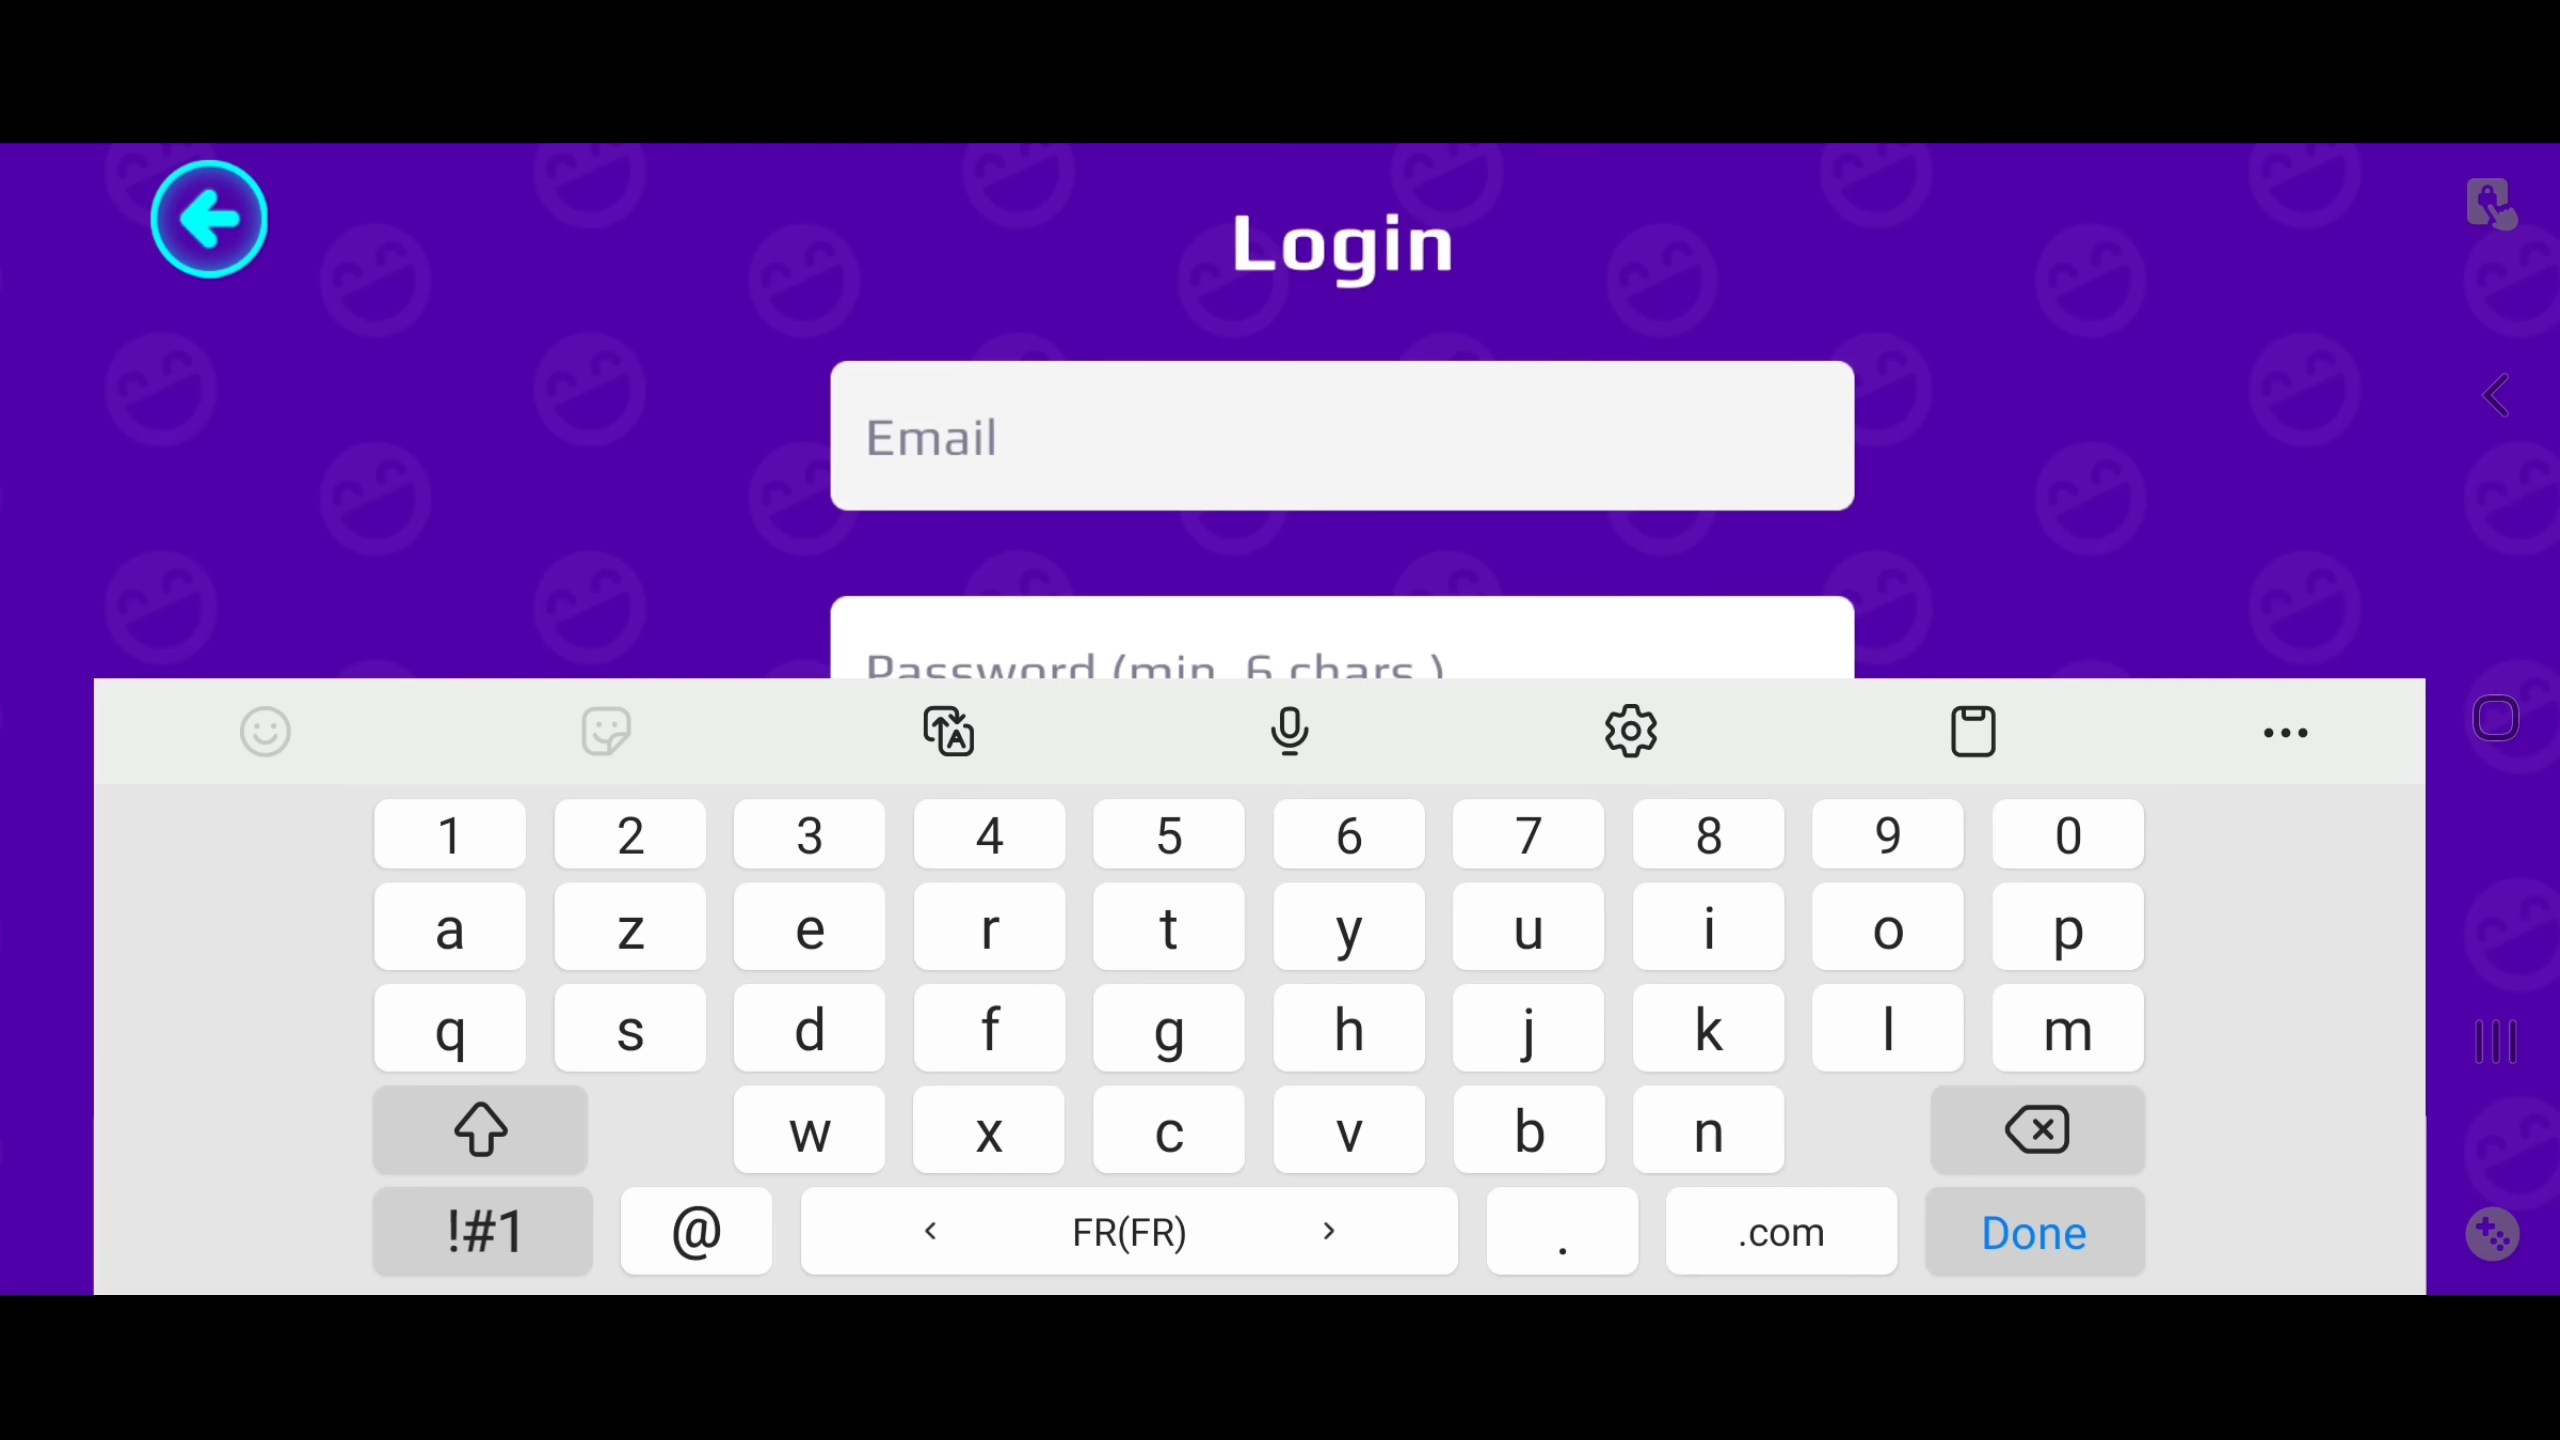 Login
Email
Password (min. 6 chars.)
1 2 3 4 5 6 7 8 9 0
a z e r t y u i o p
q s d f g h j k l m
w x c v b n
!#1 @ < FR(FR) > . .com Done